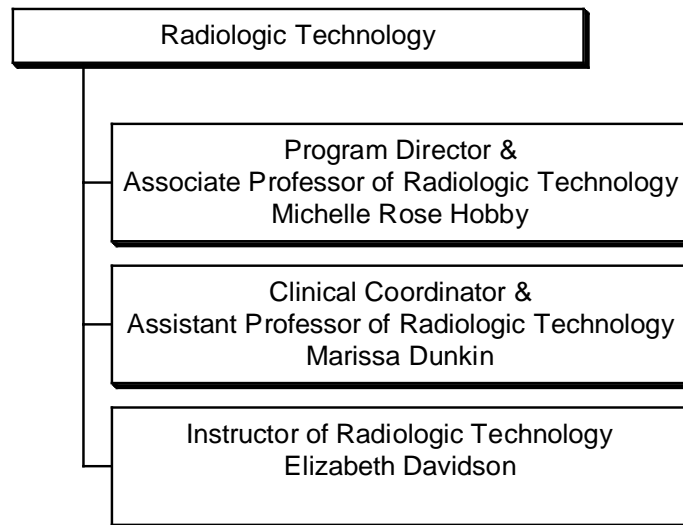 Radiologic Technology
Program Director &
Associate Professor of Radiologic Technology
Michelle Rose Hobby
Clinical Coordinator &
Assistant Professor of Radiologic Technology
Marissa Dunkin
Instructor of Radiologic Technology
Elizabeth Davidson